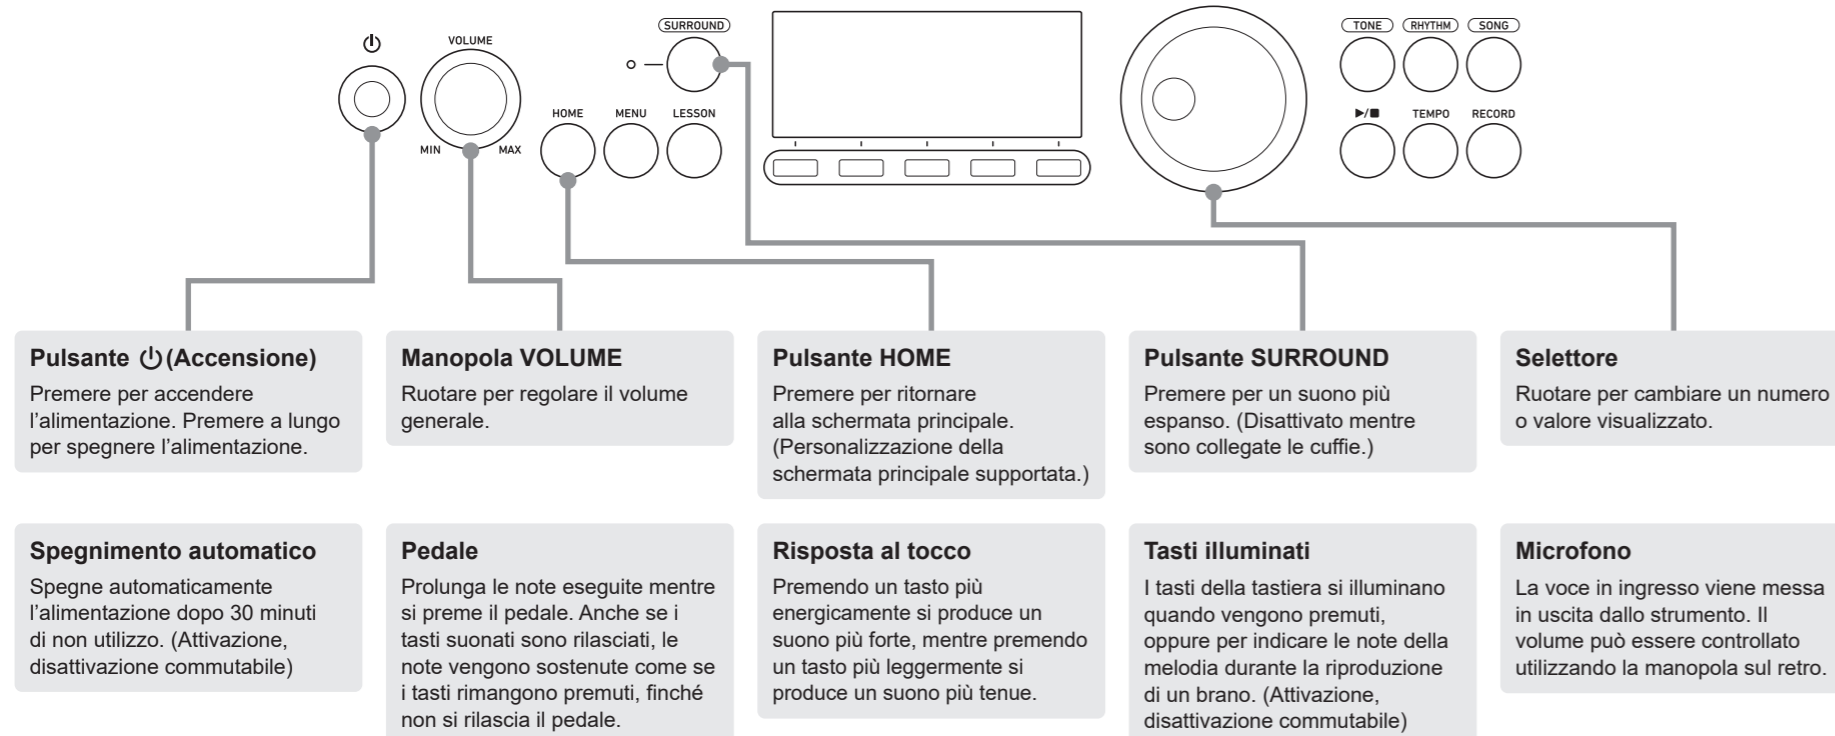 SURROUND
TONE RHYTHM SONG
VOLUME
HOME MENU LESSON
▶/■ TEMPO RECORD
MIN MAX
Pulsante ⏻(Accensione)
Premere per accendere
l’alimentazione. Premere a lungo
per spegnere l’alimentazione.
Manopola VOLUME
Ruotare per regolare il volume
generale.
Pulsante HOME
Premere per ritornare
alla schermata principale.
(Personalizzazione della
schermata principale supportata.)
Pulsante SURROUND
Premere per un suono più
espanso. (Disattivato mentre
sono collegate le cuffie.)
Selettore
Ruotare per cambiare un numero
o valore visualizzato.
Spegnimento automatico
Spegne automaticamente
l’alimentazione dopo 30 minuti
di non utilizzo. (Attivazione,
disattivazione commutabile)
Pedale
Prolunga le note eseguite mentre
si preme il pedale. Anche se i
tasti suonati sono rilasciati, le
note vengono sostenute come se
i tasti rimangono premuti, finché
non si rilascia il pedale.
Risposta al tocco
Premendo un tasto più
energicamente si produce un
suono più forte, mentre premendo
un tasto più leggermente si
produce un suono più tenue.
Tasti illuminati
I tasti della tastiera si illuminano
quando vengono premuti,
oppure per indicare le note della
melodia durante la riproduzione
di un brano. (Attivazione,
disattivazione commutabile)
Microfono
La voce in ingresso viene messa
in uscita dallo strumento. Il
volume può essere controllato
utilizzando la manopola sul retro.